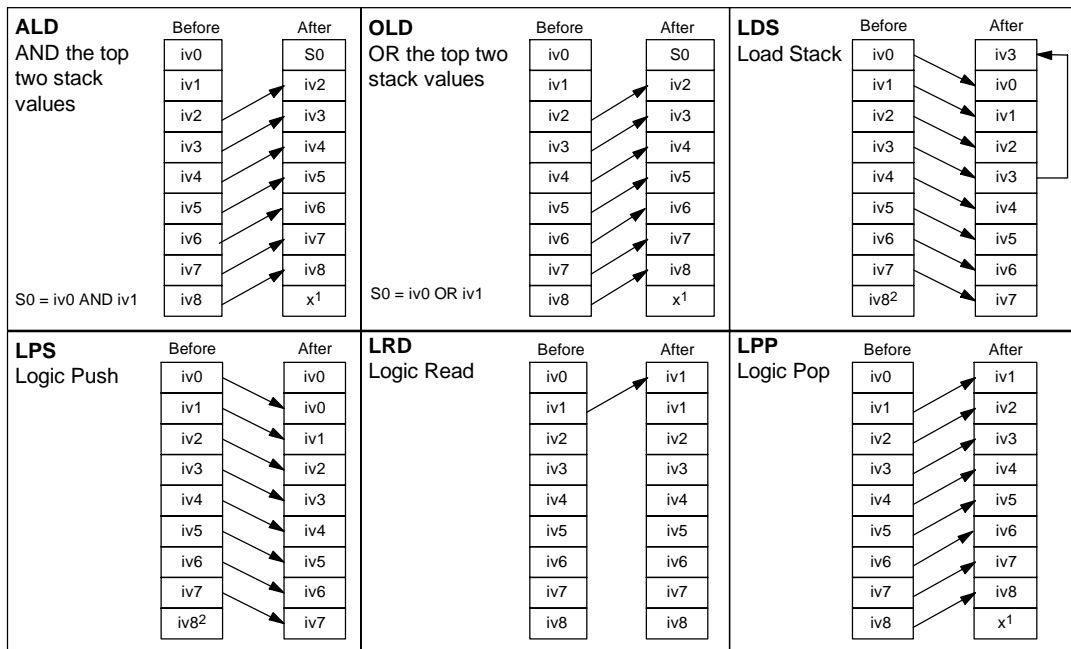 ALD
AND the top
two stack
values
Before
After
iv0
S0
iv1
iv2
iv2
iv3
iv3
iv4
iv4
iv5
iv5
iv6
iv6
iv7
iv7
iv8
iv8
x1
S0 = iv0 AND iv1
OLD
OR the top two
stack values
Before
After
iv0
S0
iv1
iv2
iv2
iv3
iv3
iv4
iv4
iv5
iv5
iv6
iv6
iv7
iv7
iv8
iv8
x1
S0 = iv0 OR iv1
LDS
Load Stack
Before
After
iv0
iv3
iv1
iv0
iv2
iv1
iv3
iv2
iv4
iv3
iv5
iv4
iv6
iv5
iv7
iv6
iv82
iv7
LPS
Logic Push
Before
After
iv0
iv0
iv1
iv0
iv2
iv1
iv3
iv2
iv4
iv3
iv5
iv4
iv6
iv5
iv7
iv6
iv82
iv7
LRD
Logic Read
Before
After
iv0
iv1
iv1
iv1
iv2
iv2
iv3
iv3
iv4
iv4
iv5
iv5
iv6
iv6
iv7
iv7
iv8
iv8
LPP
Logic Pop
Before
After
iv0
iv1
iv1
iv2
iv2
iv3
iv3
iv4
iv4
iv5
iv5
iv6
iv6
iv7
iv7
iv8
iv8
x1